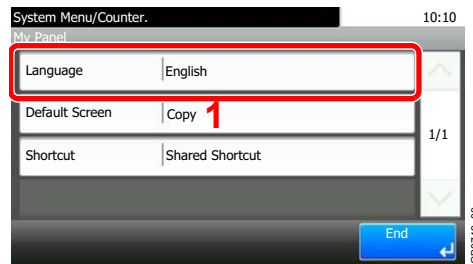 System Menu/Counter. 10:10
My Panel
Language English
Default Screen Copy 1
1/1
Shortcut Shared Shortcut
End